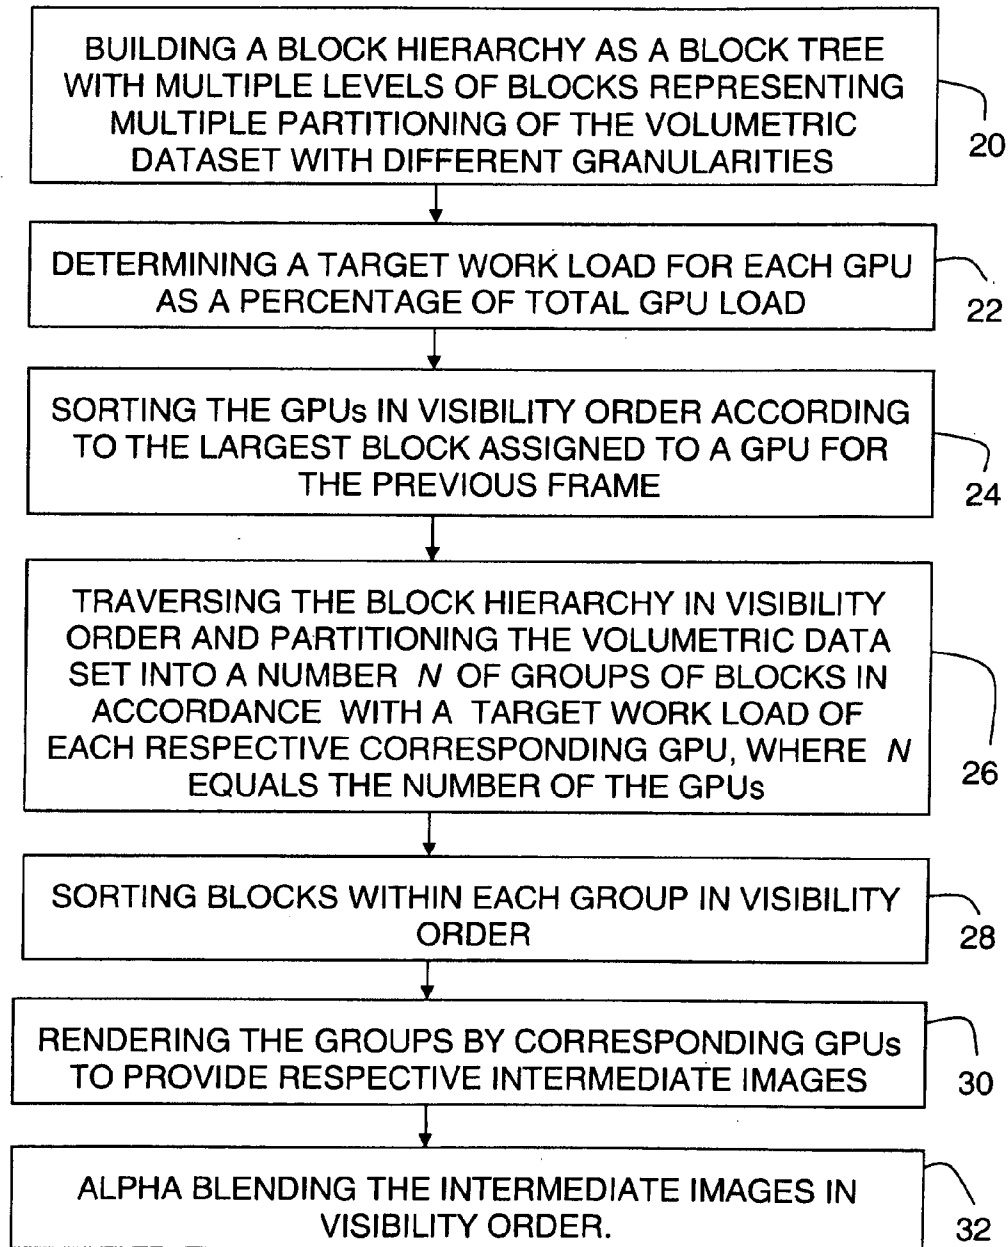 BUILDING A BLOCK HIERARCHY AS A BLOCK TREE
WITH MULTIPLE LEVELS OF BLOCKS REPRESENTING
MULTIPLE PARTITIONING OF THE VOLUMETRIC
DATASET WITH DIFFERENT GRANULARITIES
20
DETERMINING A TARGET WORK LOAD FOR EACH GPU
AS A PERCENTAGE OF TOTAL GPU LOAD
22
SORTING THE GPUs IN VISIBILITY ORDER ACCORDING
TO THE LARGEST BLOCK ASSIGNED TO A GPU FOR
THE PREVIOUS FRAME
24
TRAVERSING THE BLOCK HIERARCHY IN VISIBILITY
ORDER AND PARTITIONING THE VOLUMETRIC DATA
SET INTO A NUMBER N OF GROUPS OF BLOCKS IN
ACCORDANCE WITH A TARGET WORK LOAD OF
EACH RESPECTIVE CORRESPONDING GPU, WHERE N
EQUALS THE NUMBER OF THE GPUs
26
SORTING BLOCKS WITHIN EACH GROUP IN VISIBILITY
ORDER
28
RENDERING THE GROUPS BY CORRESPONDING GPUs
TO PROVIDE RESPECTIVE INTERMEDIATE IMAGES
30
ALPHA BLENDING THE INTERMEDIATE IMAGES IN
VISIBILITY ORDER.
32